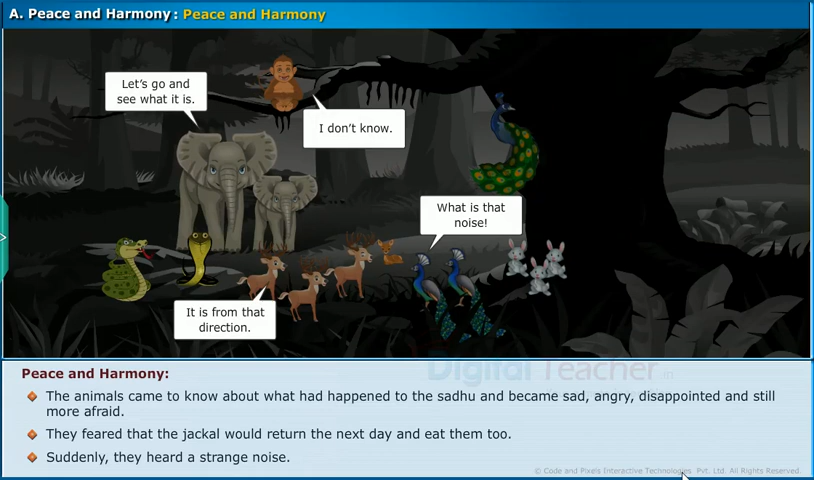 A. Peace and Harmony : Peace and Harmony
Let's go and
see what it is.
I don't know.
What is that
noise!
It is from that
direction.
Digital Teacher.in
Peace and Harmony:
The animals came to know about what had happened to the sadhu and became sad, angry, disappointed and still
more afraid.
They feared that the jackal would return the next day and eat them too.
Suddenly, they heard a strange noise.
© Code and Pixels Interactive Technologies Pvt. Ltd. All Rights Reserved.